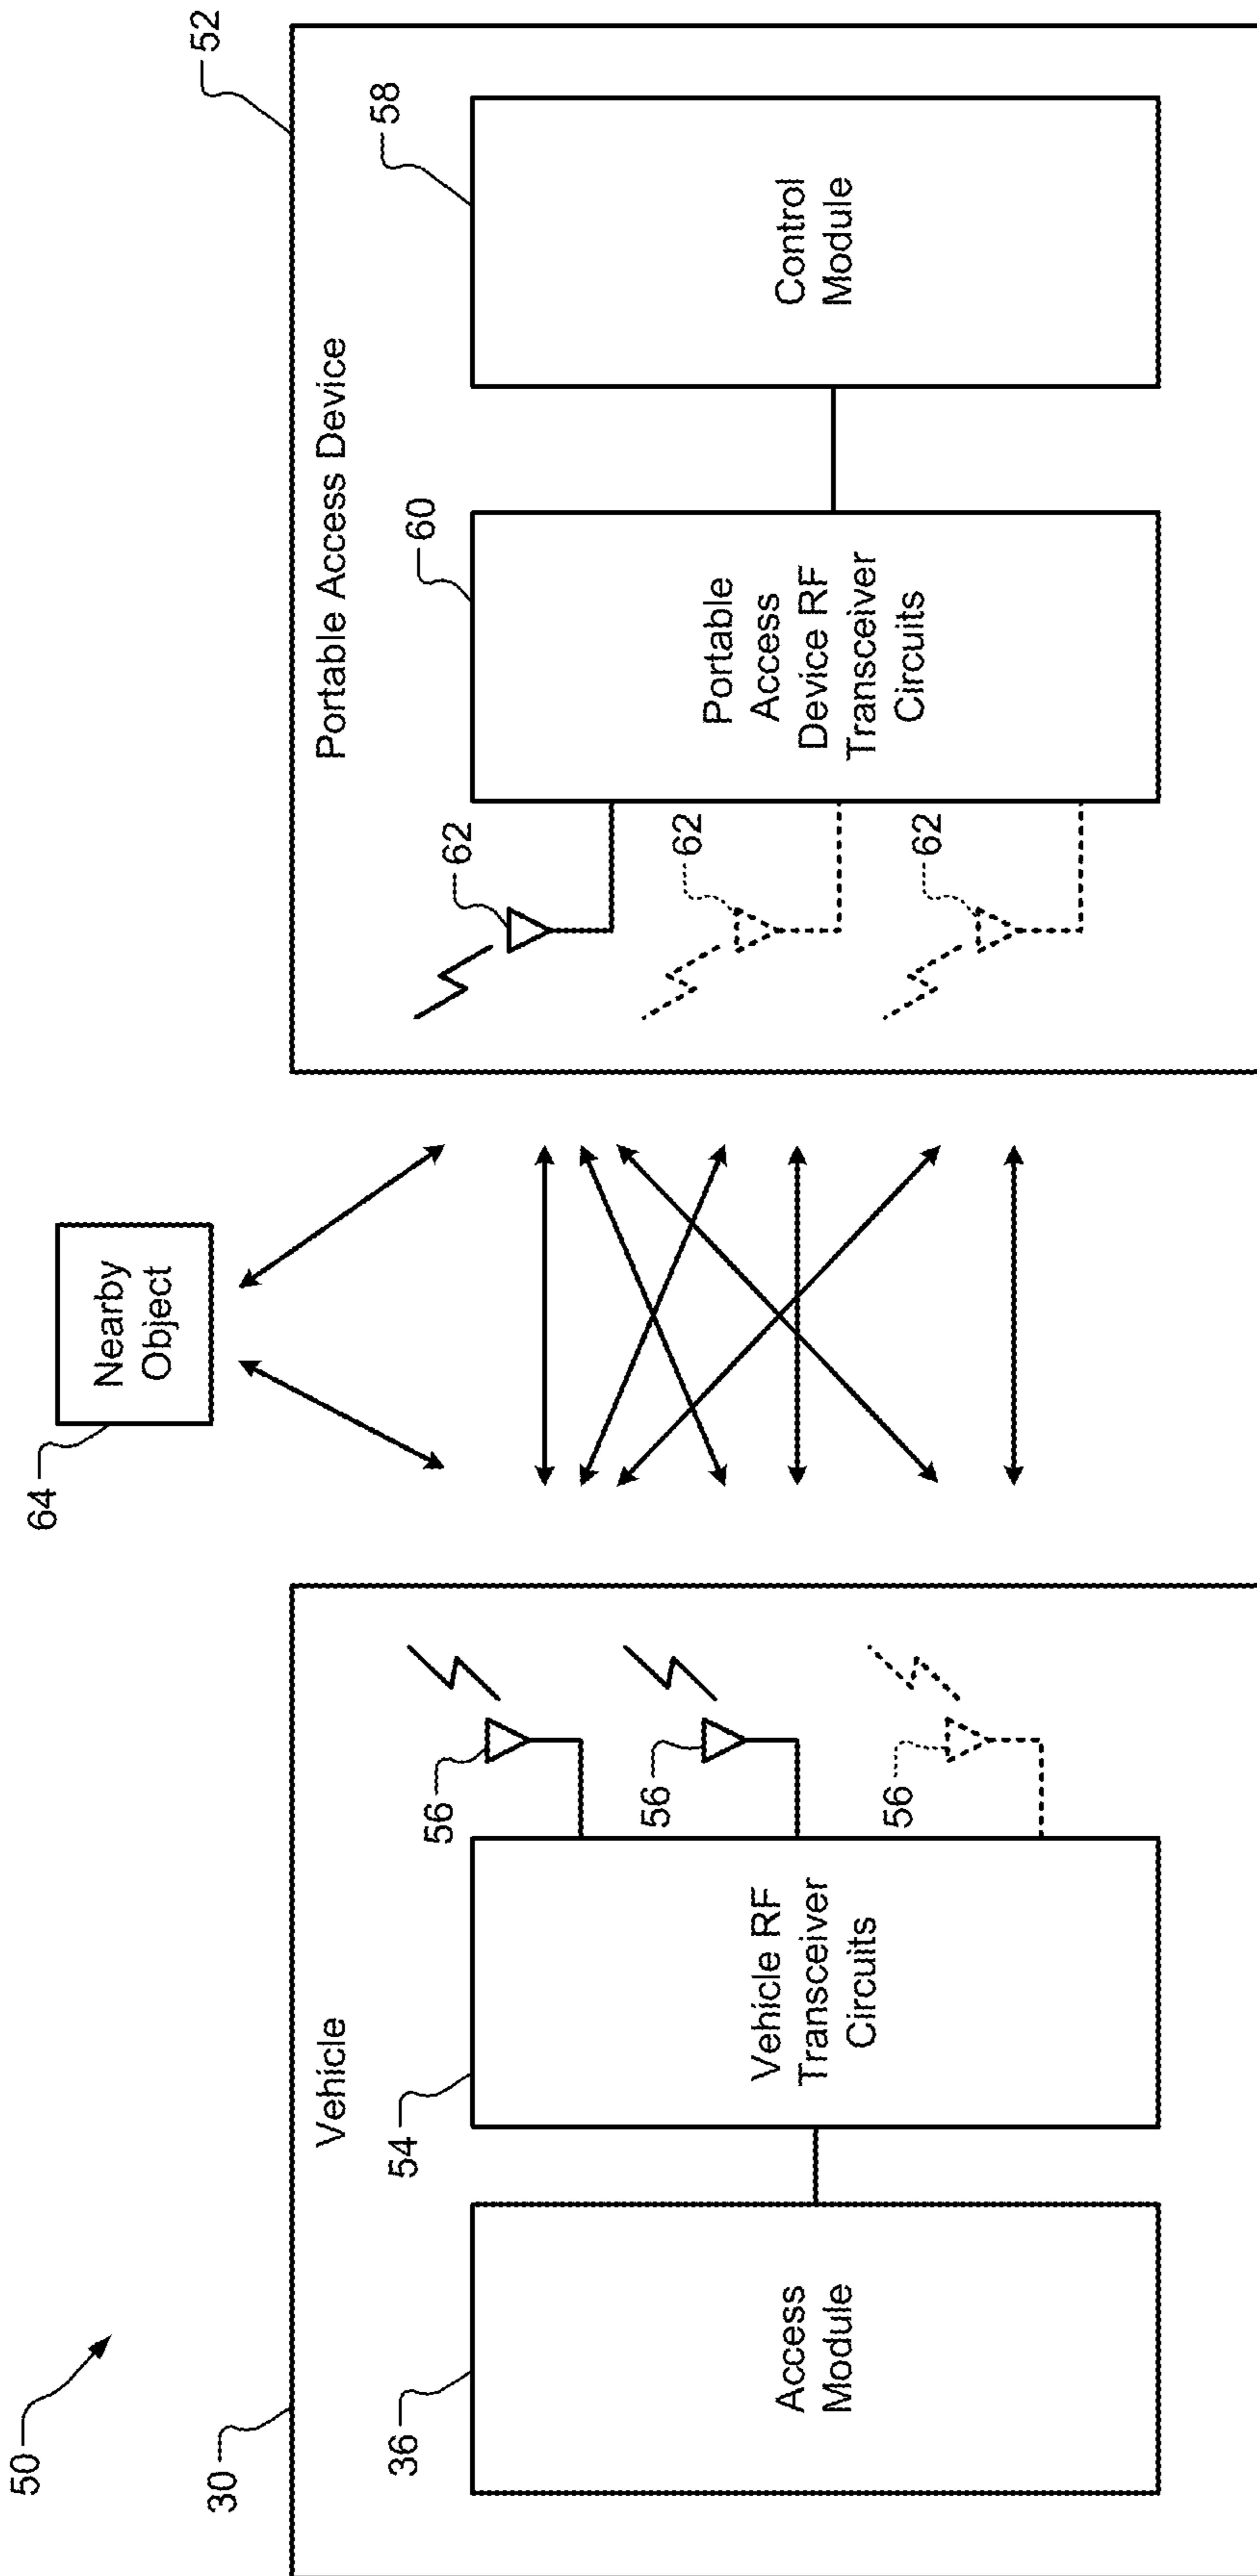 50
64
Nearby
Object
30
Vehicle
36
Access
Module
54
Vehicle RF
Transceiver
Circuits
56
56
56
52
Portable Access Device
62
62
62
60
Portable
Access
Device RF
Transceiver
Circuits
58
Control
Module